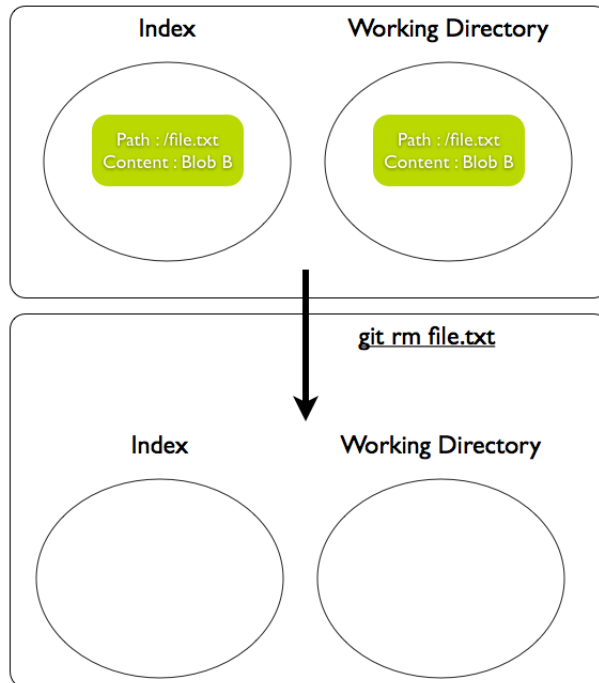 Index
Working Directory
Path : /file.txt
Content : Blob B
Path : /file.txt
Content : Blob B
git rm file.txt
Index
Working Directory